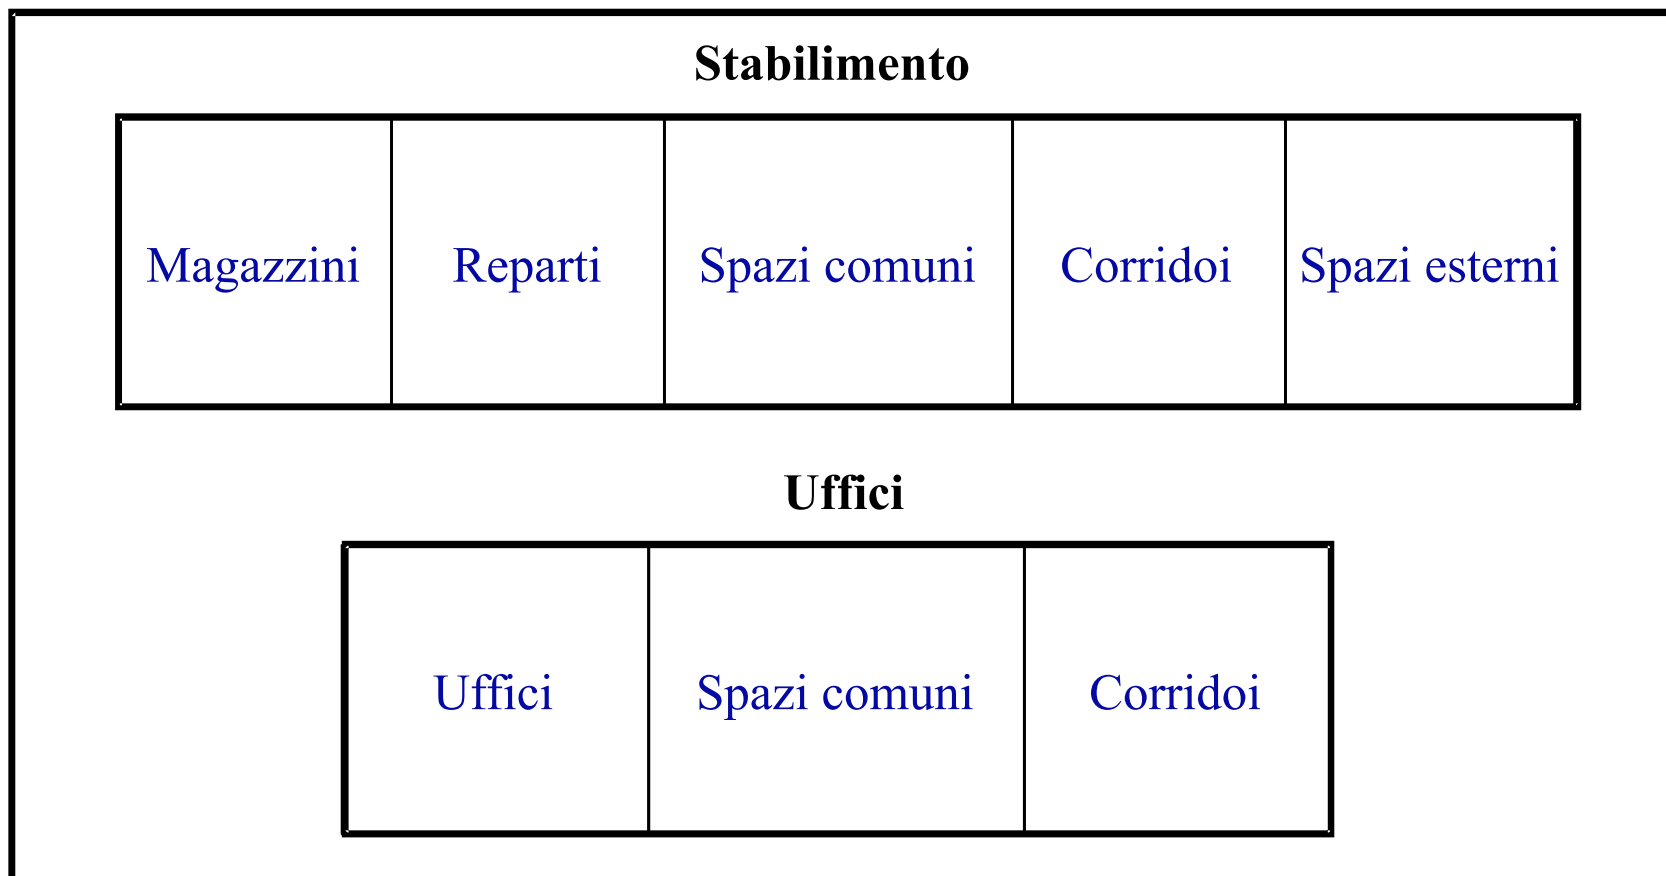 Stabilimento
Magazzini Reparti Spazi comuni Corridoi Spazi esterni
Uffici
Uffici Spazi comuni Corridoi